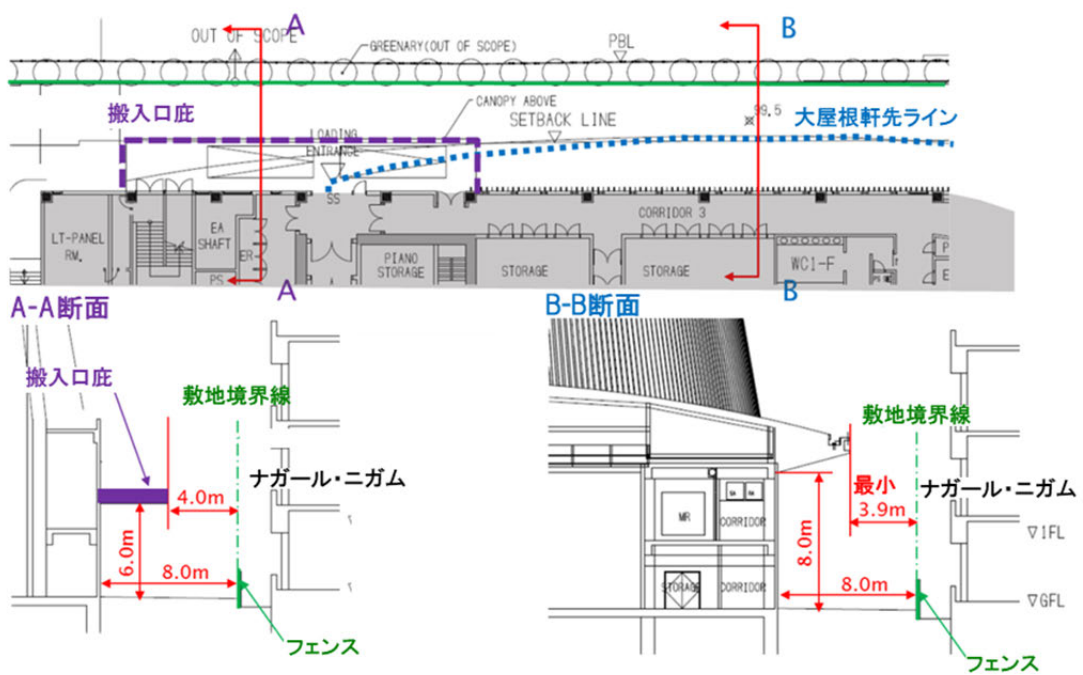 A
B
OUT OF SCOPE
GREENARY(OUT OF SCOPE)
PBL
搬入口庇
CANOPY ABOVE
SETBACK LINE
99.5
大屋根軒先ライン
LOADING
ENTRANCE
SS
CORRIDOR 3
LT-PANEL
RM.
EA
SHAFT
ER
PS
PIANO
STORAGE
STORAGE
STORAGE
WC1-F
PS
P
E
A
B
A-A断面
B-B断面
搬入口庇
敷地境界線
ナガール・ニガム
4.0m
6.0m
8.0m
フェンス
敷地境界線
ナガール・ニガム
最小
3.9m
8.0m
8.0m
MR
CORRIDOR
STORAGE
CORRIDOR
▽1FL
▽GFL
フェンス